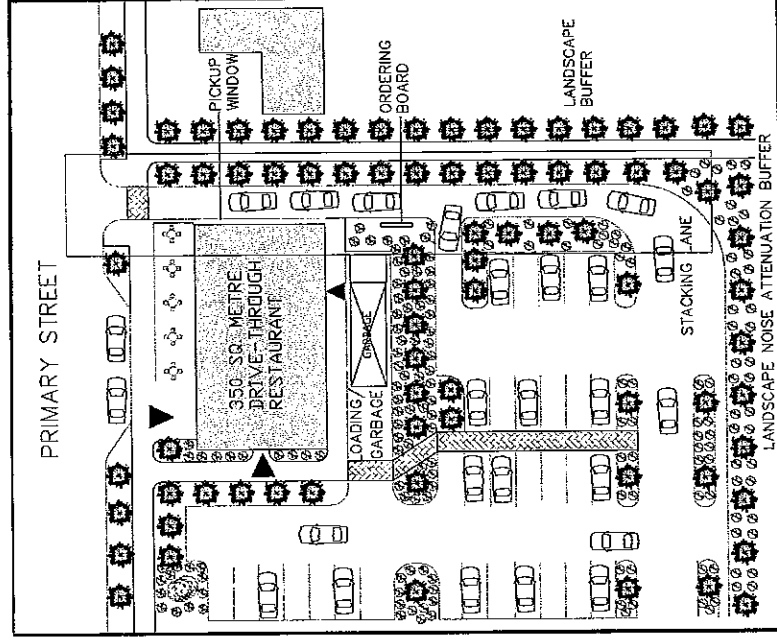 PRIMARY STREET
PICKUP
WINDOW
350 SQ. METRE
DRIVE-THROUGH
RESTAURANT
ORDERING
BOARD
LOADING/
GARBAGE
GARBAGE
LANDSCAPE
BUFFER
STACKING LANE
LANDSCAPE NOISE ATTENUATION BUFFER